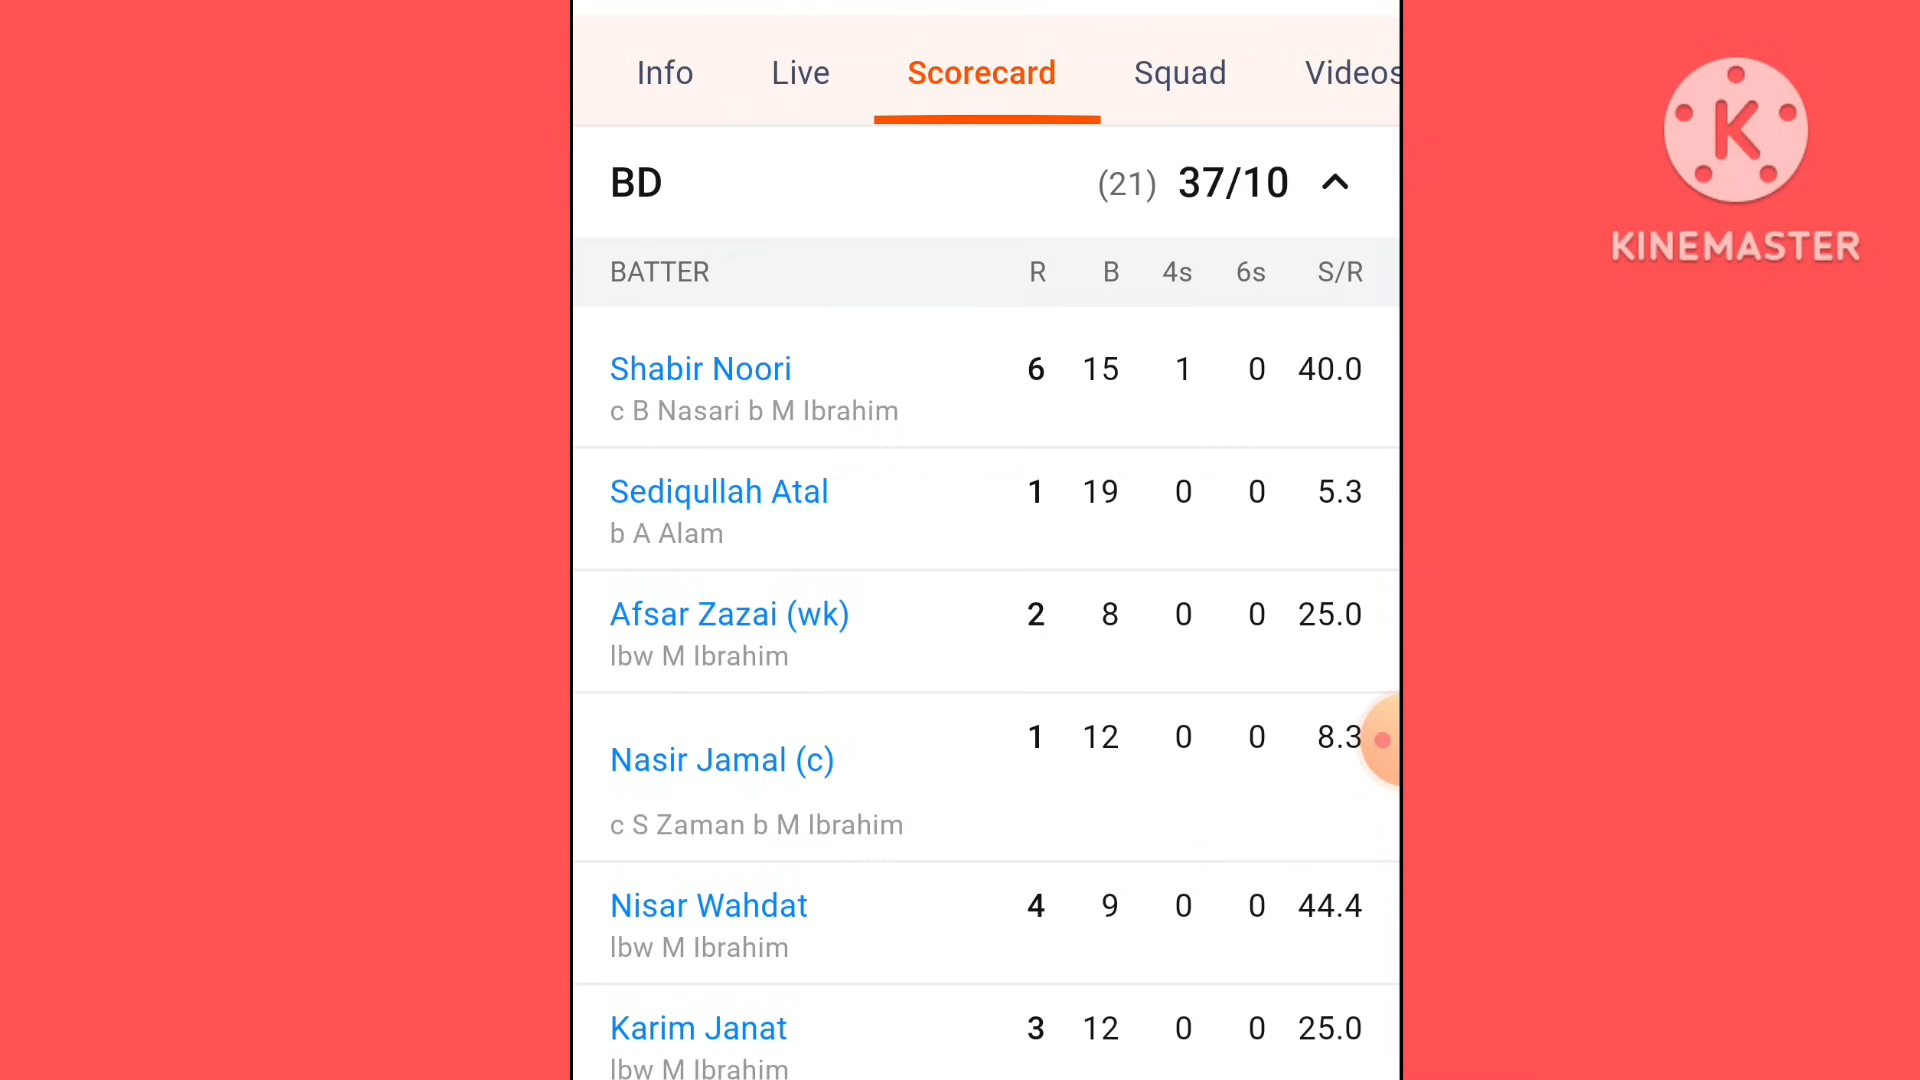 Info Live Scorecard Squad Videos
BD (21) 37/10
BATTER R B 4s 6s S/R
Shabir Noori 6 15 1 0 40.0
c B Nasari b M Ibrahim
Sediqullah Atal 1 19 0 0 5.3
b A Alam
Afsar Zazai (wk) 2 8 0 0 25.0
lbw M Ibrahim
Nasir Jamal (c) 1 12 0 0 8.3
c S Zaman b M Ibrahim
Nisar Wahdat 4 9 0 0 44.4
lbw M Ibrahim
Karim Janat 3 12 0 0 25.0
lbw M Ibrahim
K
KINEMASTER